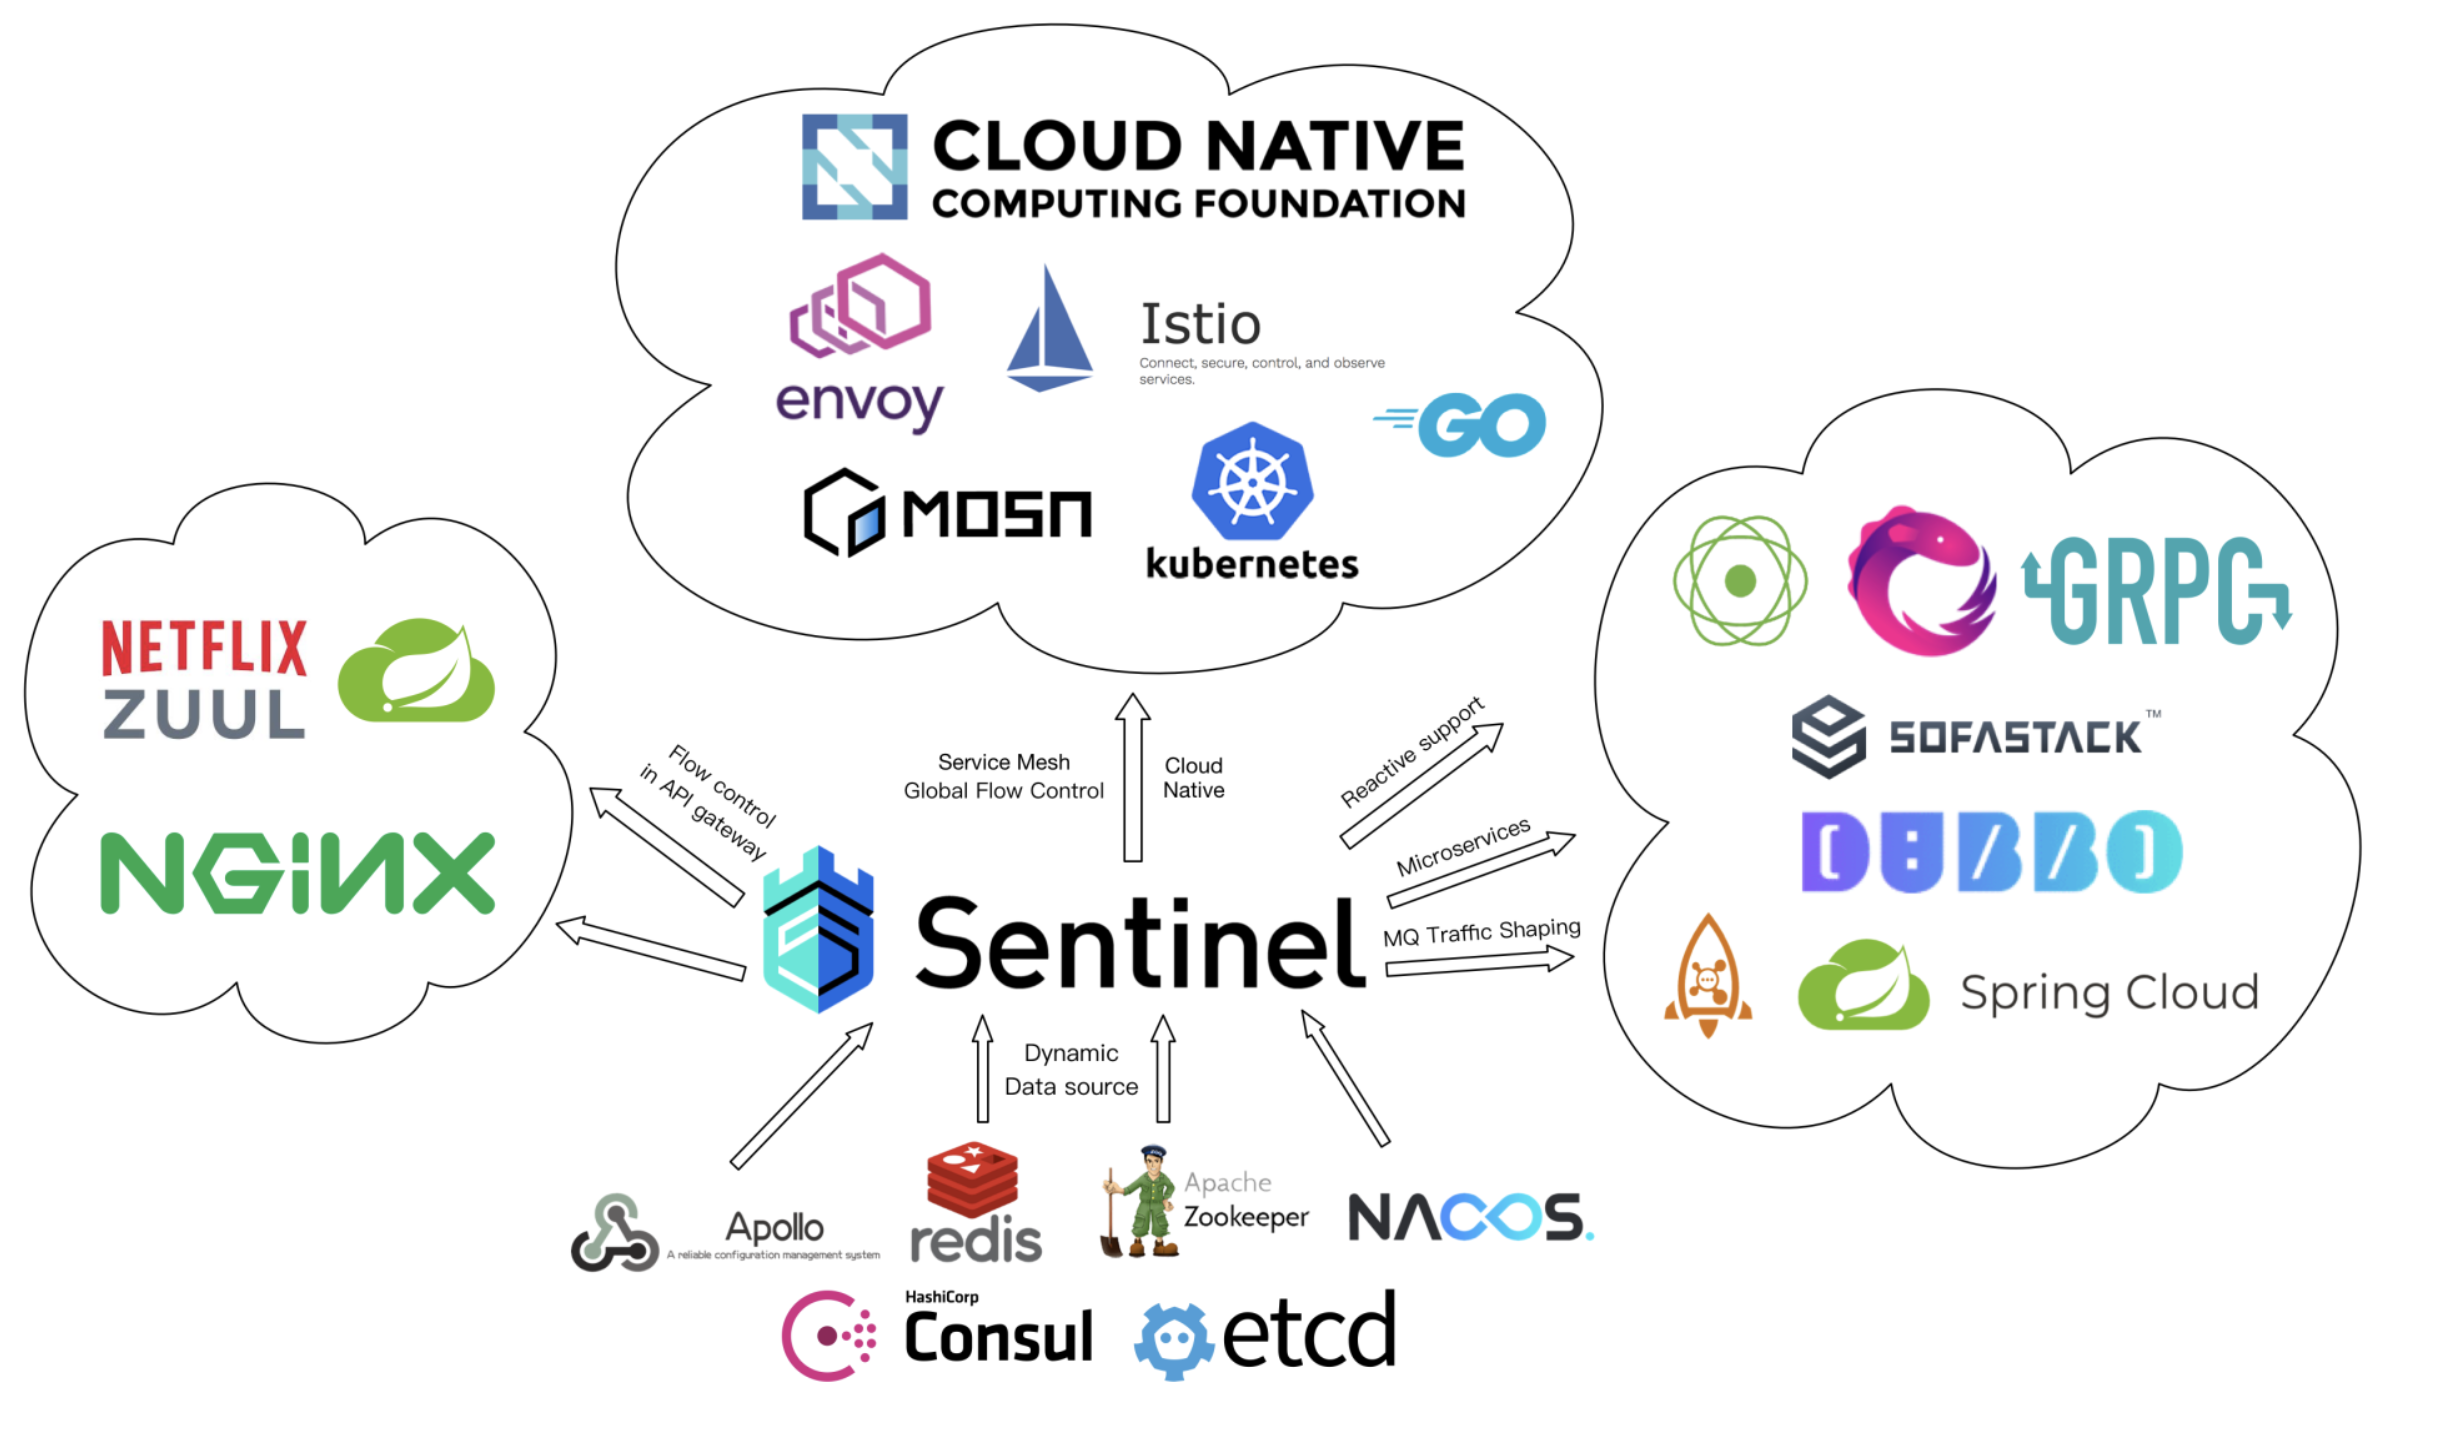 CLOUD NATIVE
COMPUTING FOUNDATION
envoy
Istio
Connect, secure, control, and observe
services.
GO
MOSN
kubernetes
NETFLIX
ZUUL
NGINX
GRPC
SOFASTACK™
DUBBO
Spring Cloud
Flow control
in API gateway
Service Mesh
Global Flow Control
Cloud
Native
Reactive support
Microservices
MQ Traffic Shaping
Sentinel
Dynamic
Data source
Apollo
A reliable configuration management system
redis
Apache
Zookeeper
NACOS.
HashiCorp
Consul
etcd